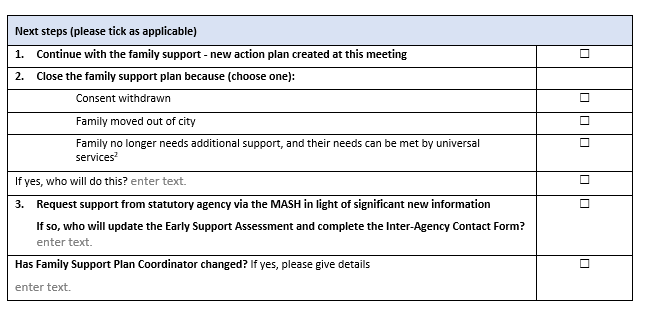 Next steps (please tick as applicable)
1. Continue with the family support - new action plan created at this meeting ☐
2. Close the family support plan because (choose one):
Consent withdrawn ☐
Family moved out of city ☐
Family no longer needs additional support, and their needs can be met by universal ☐
services²
If yes, who will do this? enter text. ☐
3. Request support from statutory agency via the MASH in light of significant new information ☐
If so, who will update the Early Support Assessment and complete the Inter-Agency Contact Form?
enter text.
Has Family Support Plan Coordinator changed? If yes, please give details ☐
enter text.